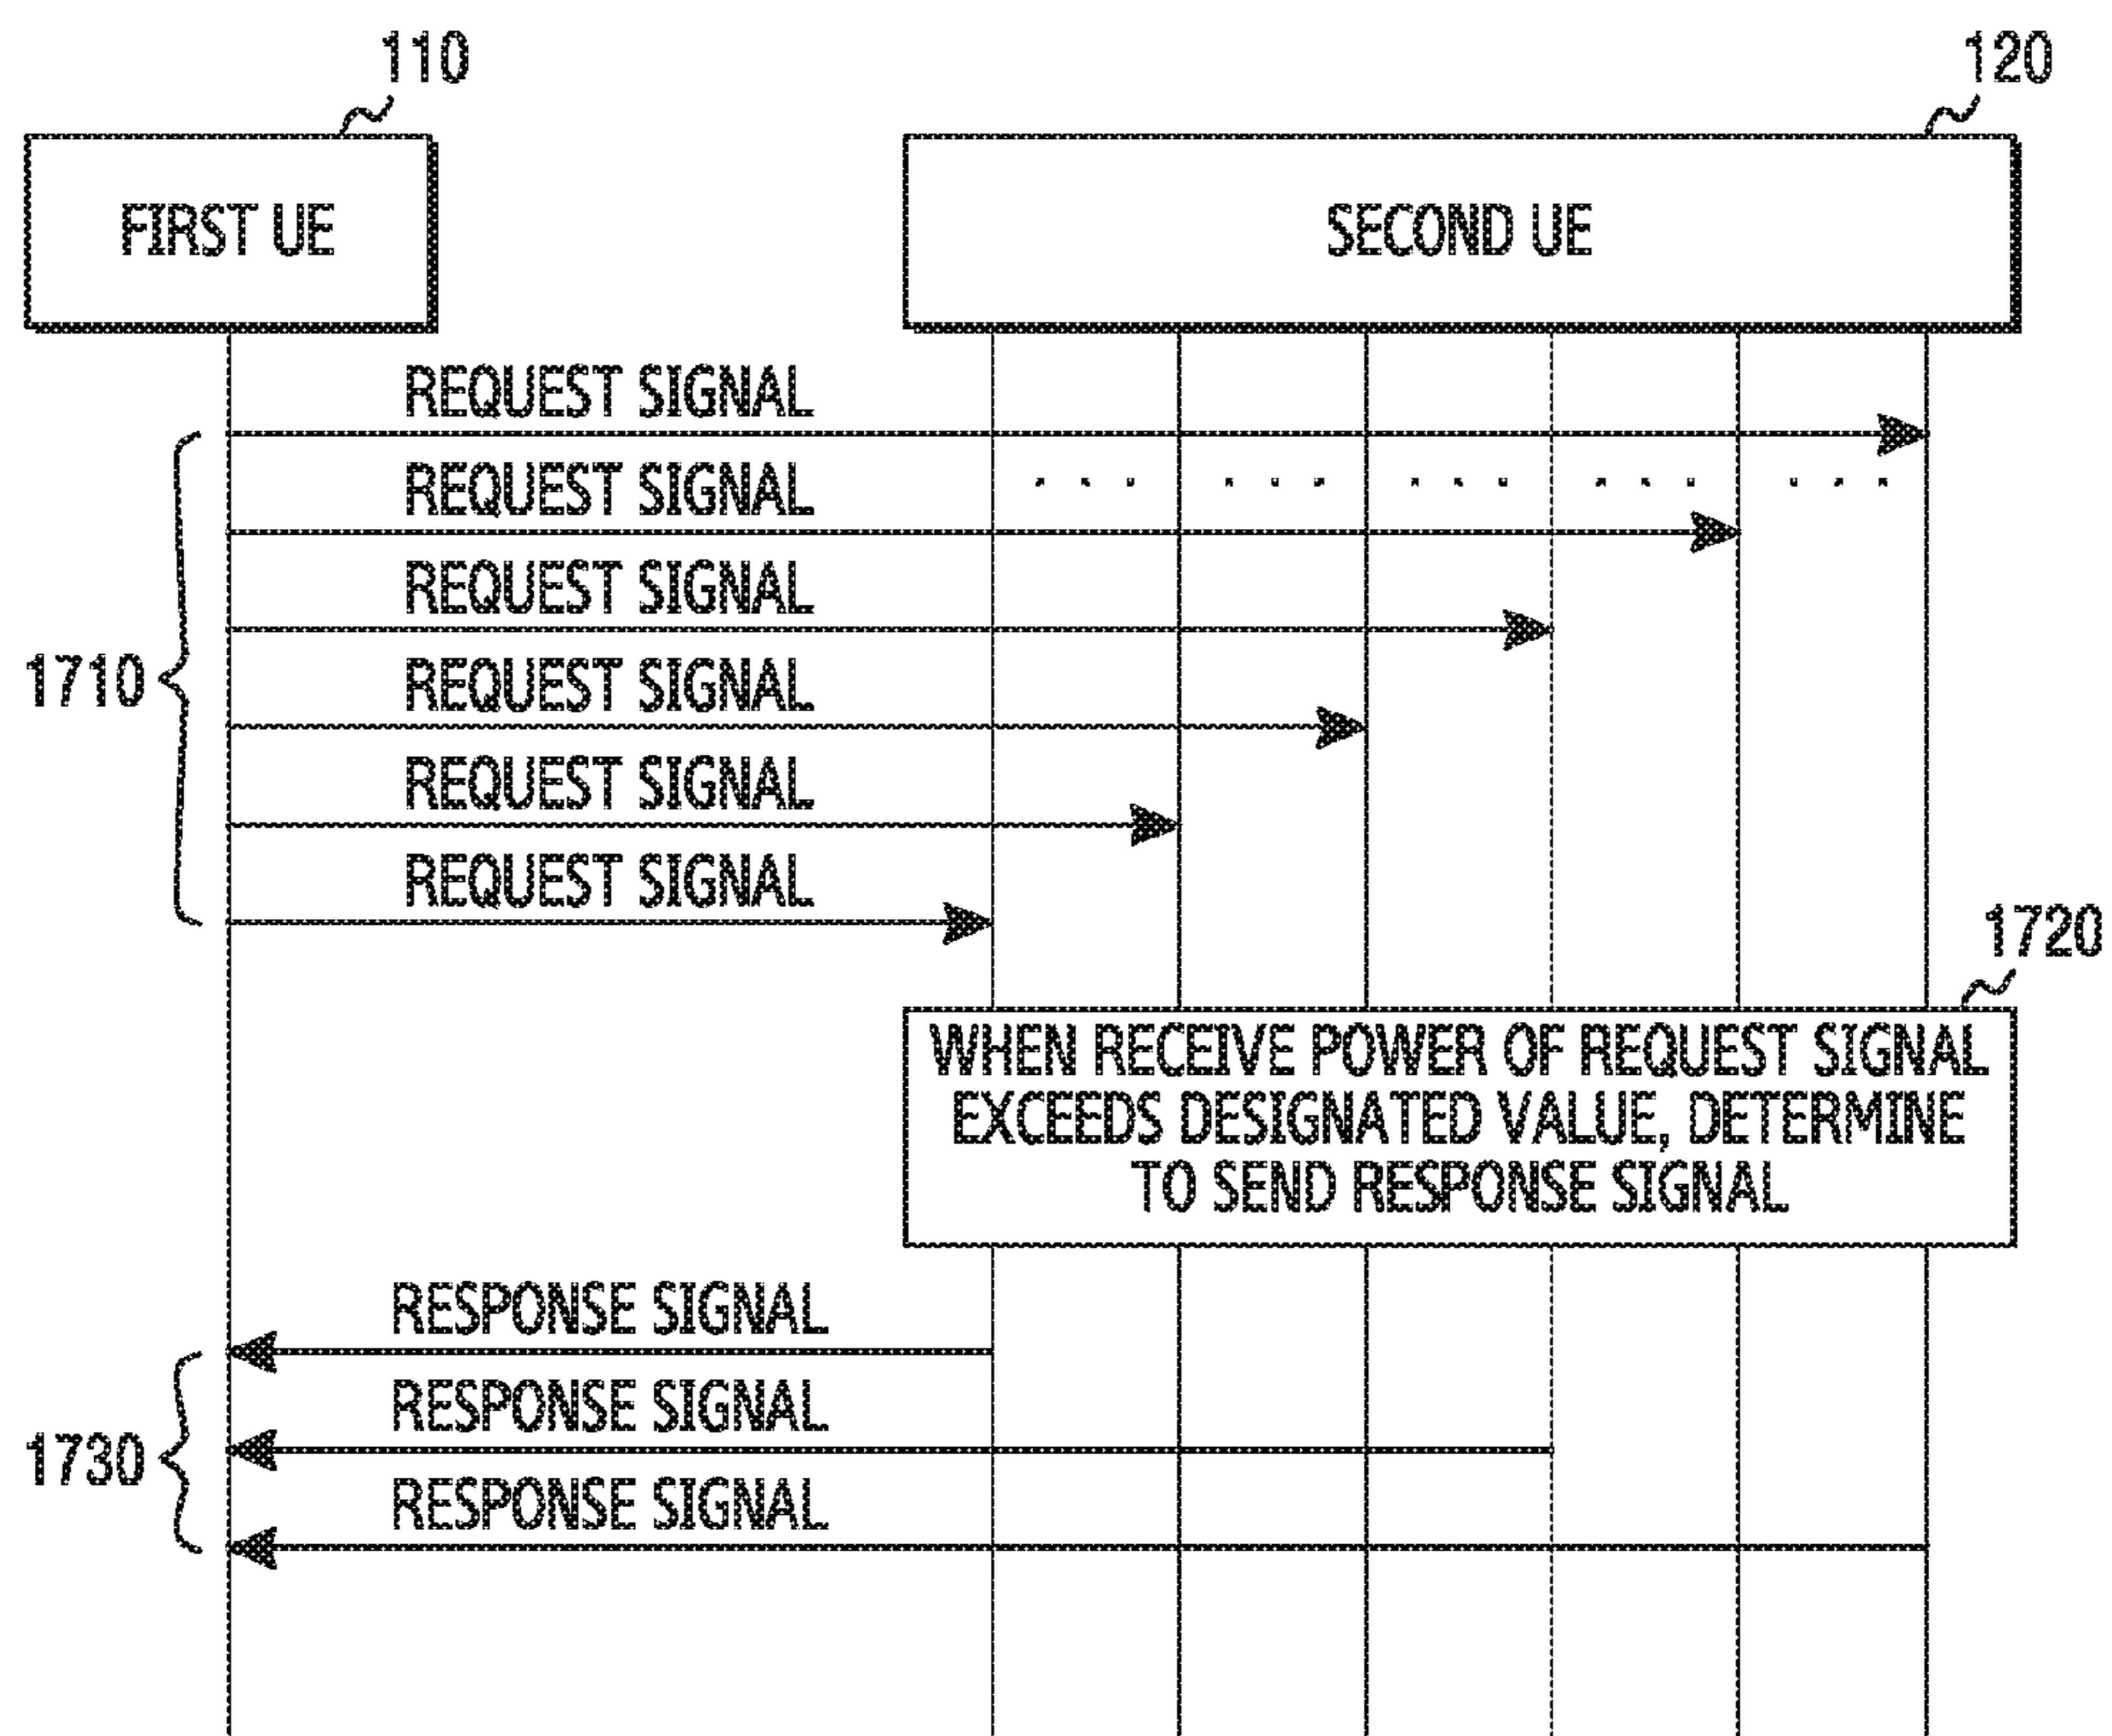 110
120
FIRST UE
SECOND UE
REQUEST SIGNAL
REQUEST SIGNAL
REQUEST SIGNAL
1710
REQUEST SIGNAL
REQUEST SIGNAL
REQUEST SIGNAL
1720
WHEN RECEIVE POWER OF REQUEST SIGNAL
EXCEEDS DESIGNATED VALUE, DETERMINE
TO SEND RESPONSE SIGNAL
RESPONSE SIGNAL
RESPONSE SIGNAL
1730
RESPONSE SIGNAL